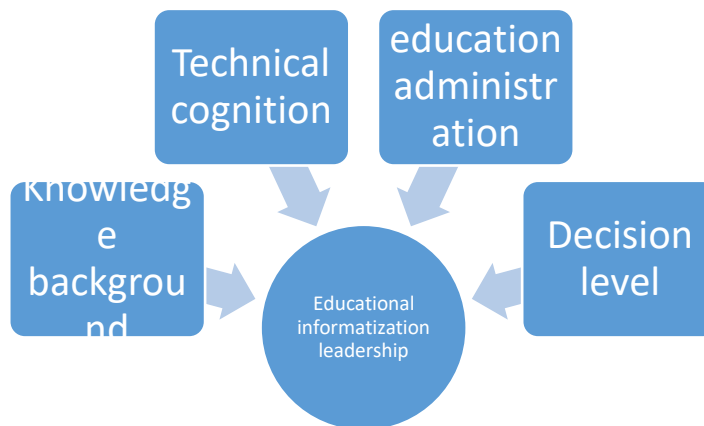 Technical
cognition
education
administr
ation
Knowledg
e
backgrou
nd
Decision
level
Educational
informatization
leadership